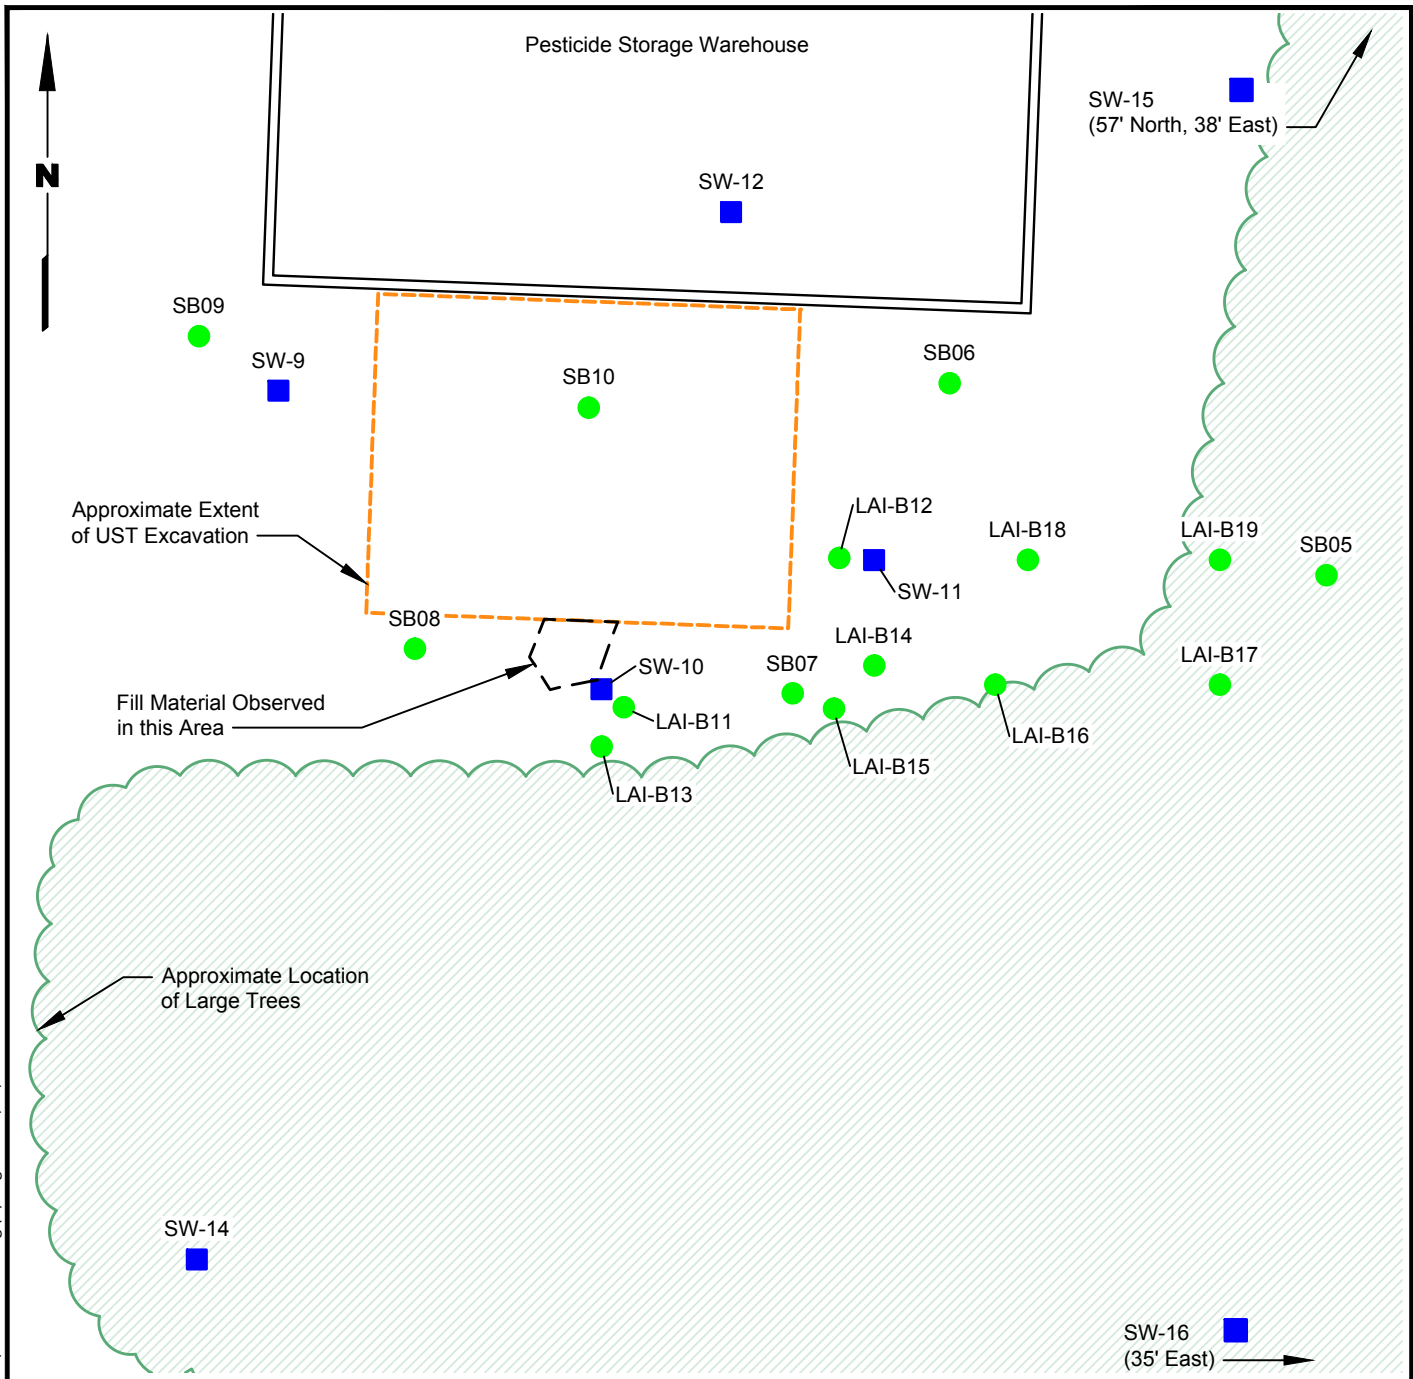 Pesticide Storage Warehouse
SW-15
(57' North, 38' East)
N
SW-12
SB09
SW-9
SB10
SB06
Approximate Extent
of UST Excavation
LAI-B12
LAI-B18
LAI-B19
SB05
SW-11
SB08
LAI-B14
SW-10
SB07
LAI-B17
Fill Material Observed
in this Area
LAI-B11
LAI-B16
LAI-B15
LAI-B13
Approximate Location
of Large Trees
SW-14
SW-16
(35' East)